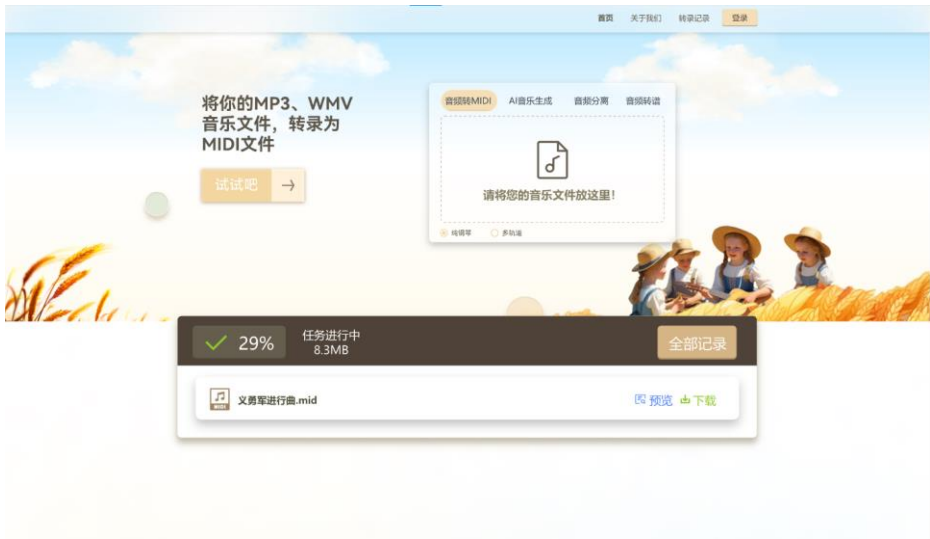 首页 关于我们 转录记录 登录
将你的MP3、WMV
音乐文件，转录为
MIDI文件
试试吧 →
音频转MIDI AI音乐生成 音频分离 音频转谱
请将您的音乐文件放这里！
纯钢琴 多轨道
29%
任务进行中
8.3MB
全部记录
MIDI
义勇军进行曲.mid
预览 下载